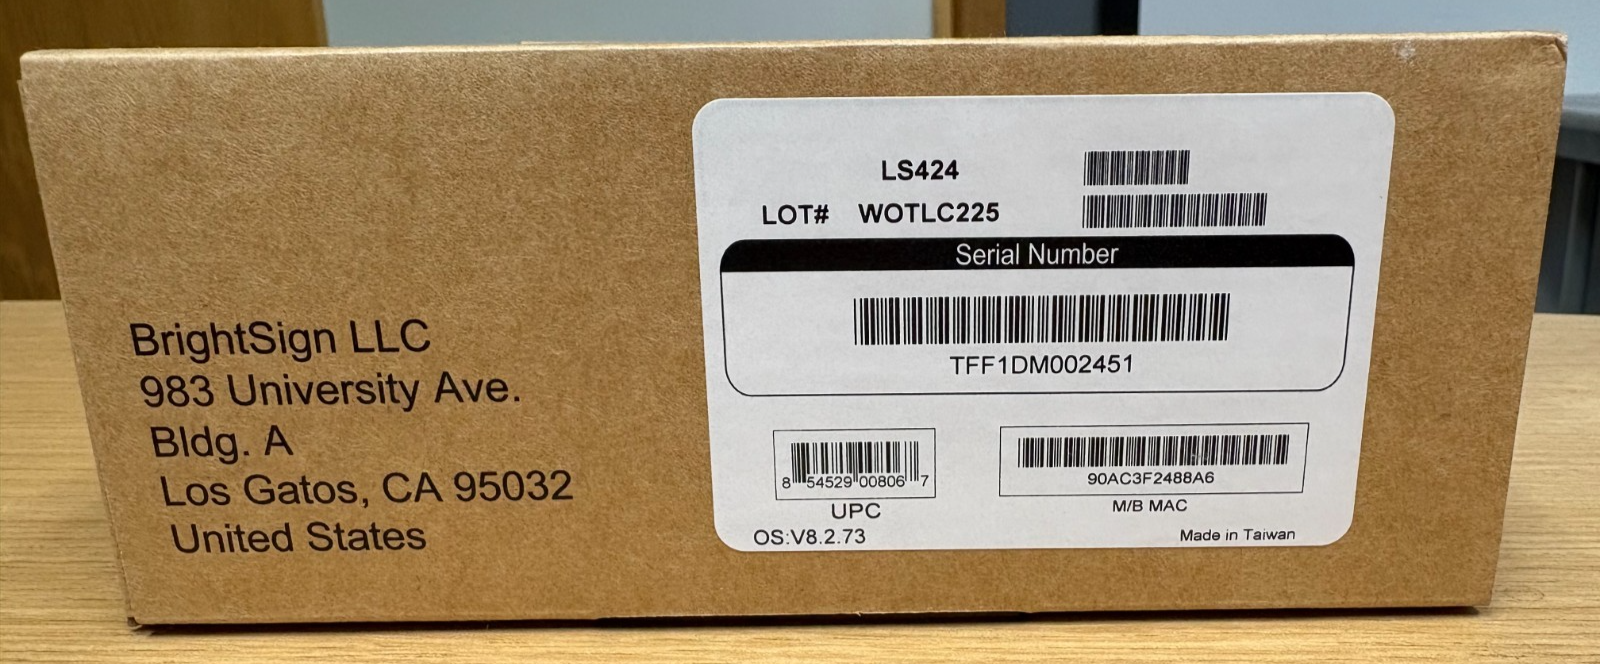 BrightSign LLC
983 University Ave.
Bldg. A
Los Gatos, CA 95032
United States
LS424
LOT# WOTLC225
Serial Number
TFF1DM002451
8 54529 00806 7
UPC
90AC3F2488A6
M/B MAC
OS:V8.2.73
Made in Taiwan